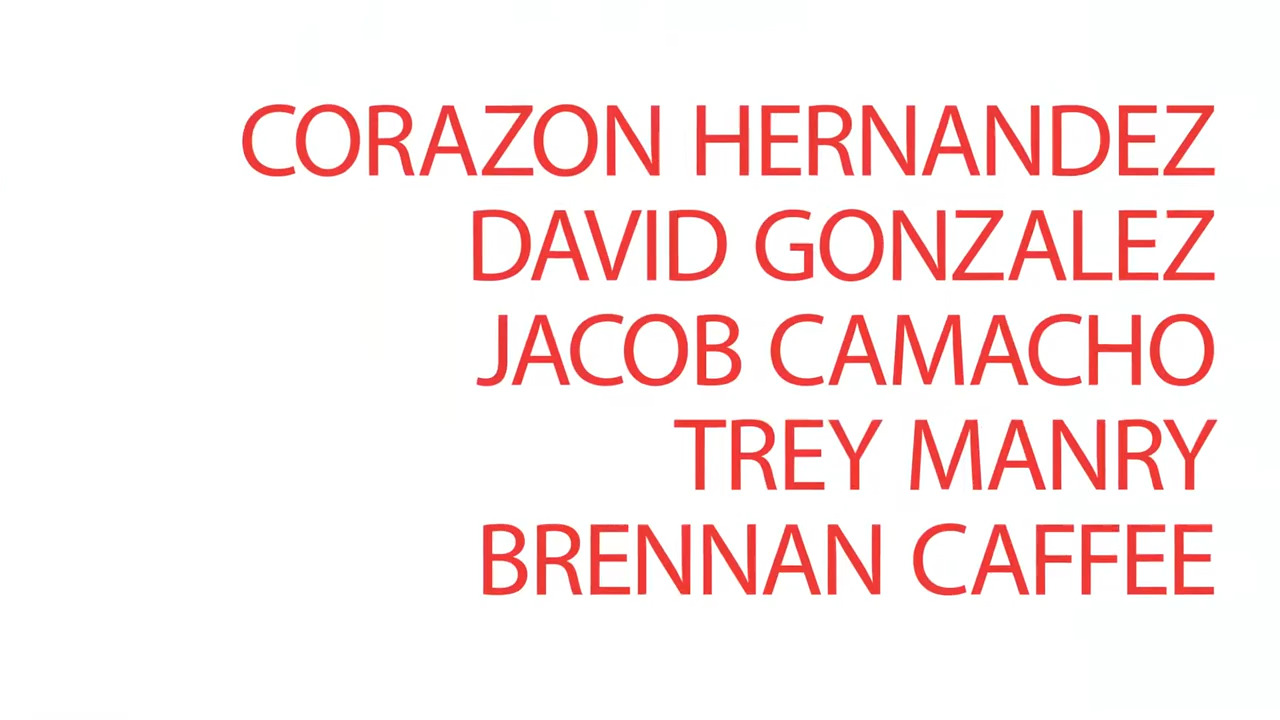 CORAZON HERNANDEZ
DAVID GONZALEZ
JACOB CAMACHO
TREY MANRY
BRENNAN CAFFEE